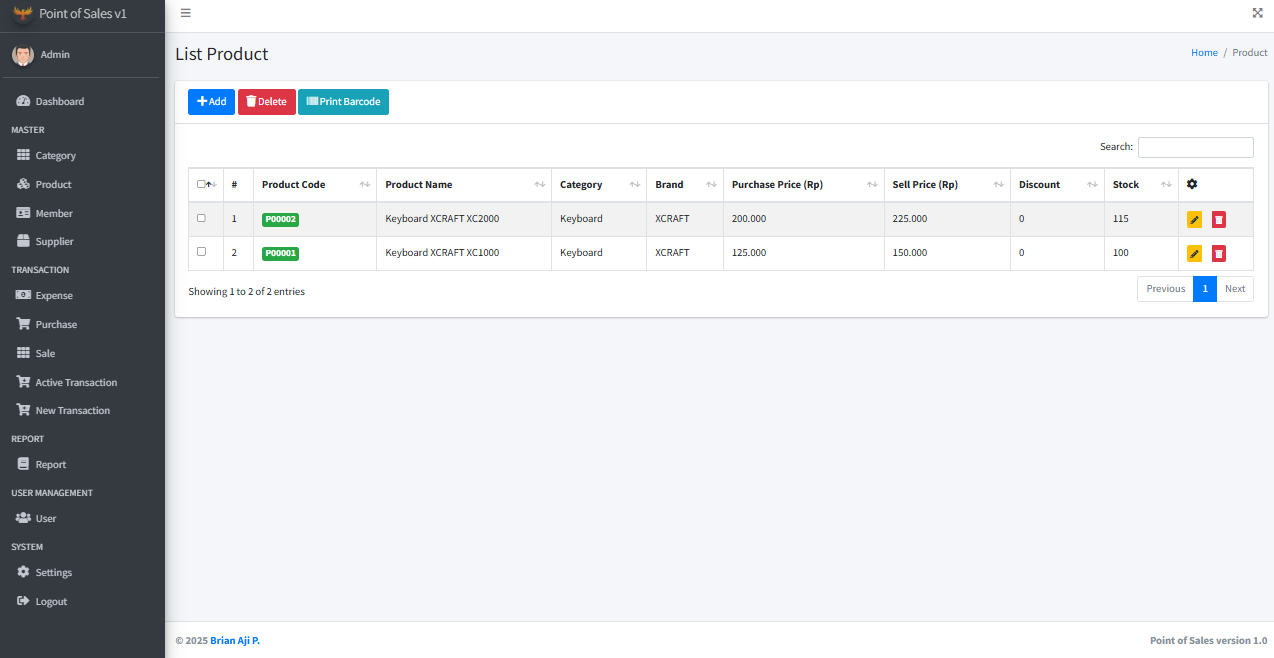 Point of Sales v1
Admin
Dashboard
MASTER
Category
Product
Member
Supplier
TRANSACTION
Expense
Purchase
Sale
Active Transaction
New Transaction
REPORT
Report
USER MANAGEMENT
User
SYSTEM
Settings
Logout
List Product
Home / Product
Add Delete Print Barcode
Search:
# Product Code Product Name Category Brand Purchase Price (Rp) Sell Price (Rp) Discount Stock
1 P00002 Keyboard XCRAFT XC2000 Keyboard XCRAFT 200.000 225.000 0 115
2 P00001 Keyboard XCRAFT XC1000 Keyboard XCRAFT 125.000 150.000 0 100
Showing 1 to 2 of 2 entries
Previous 1 Next
© 2025 Brian Aji P.
Point of Sales version 1.0